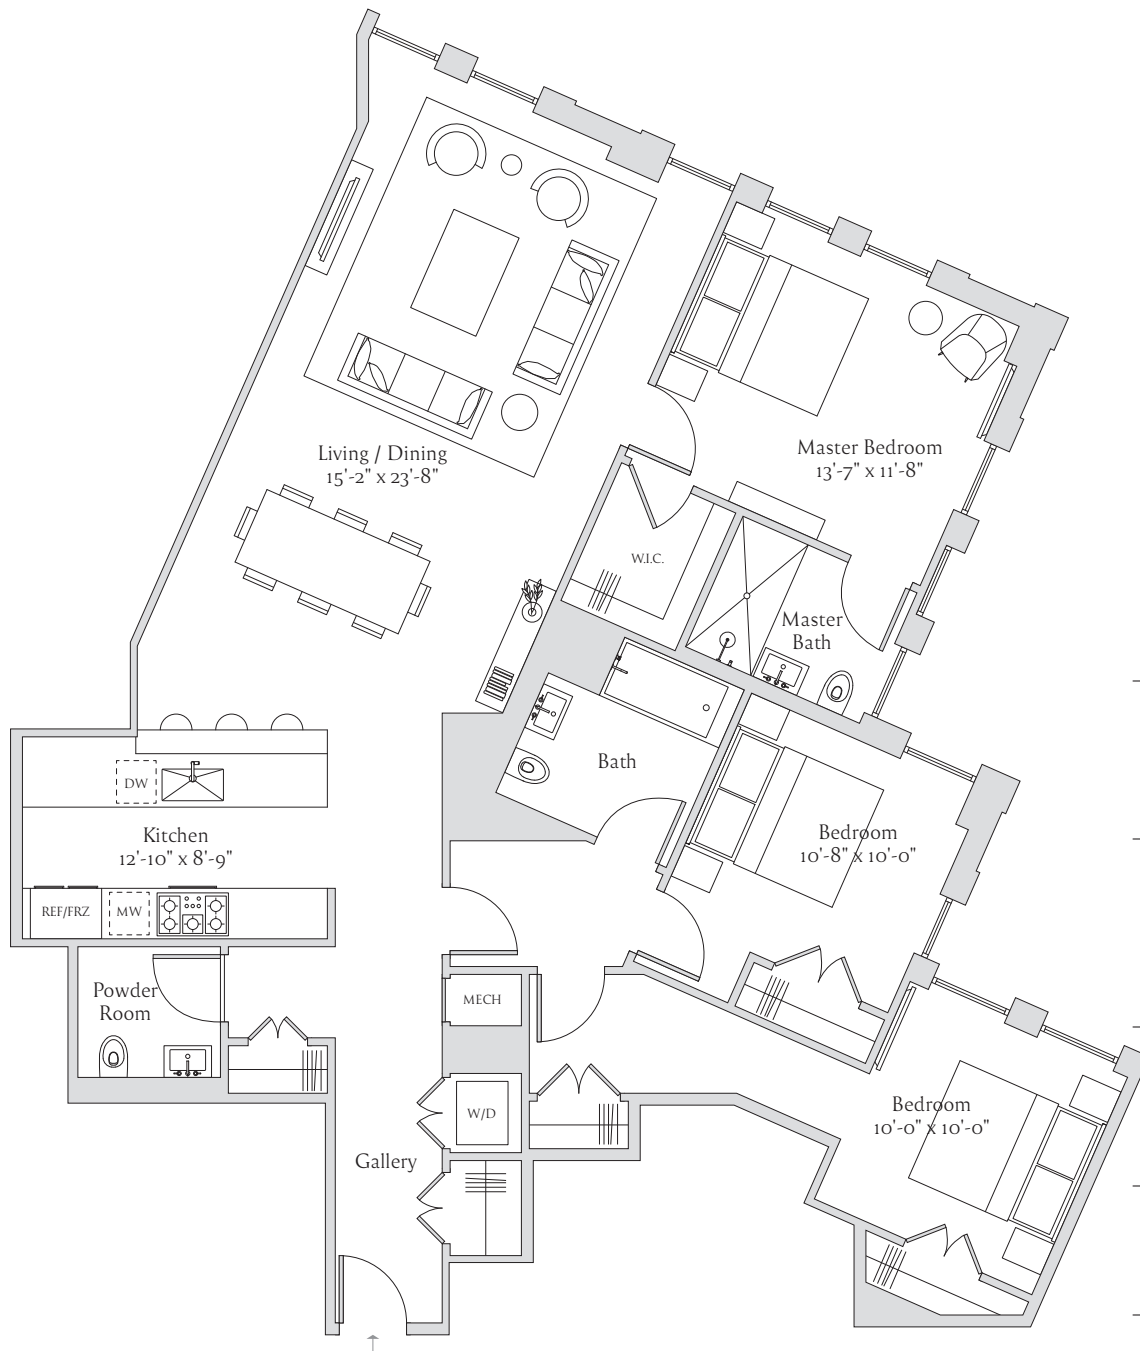 Living / Dining
15'-2" x 23'-8"
Master Bedroom
13'-7" x 11'-8"
W.I.C.
Master
Bath
Bath
DW
Kitchen
12'-10" x 8'-9"
Bedroom
10'-8" x 10'-0"
REF/FRZ
MW
Powder
Room
MECH
W/D
Bedroom
10'-0" x 10'-0"
Gallery